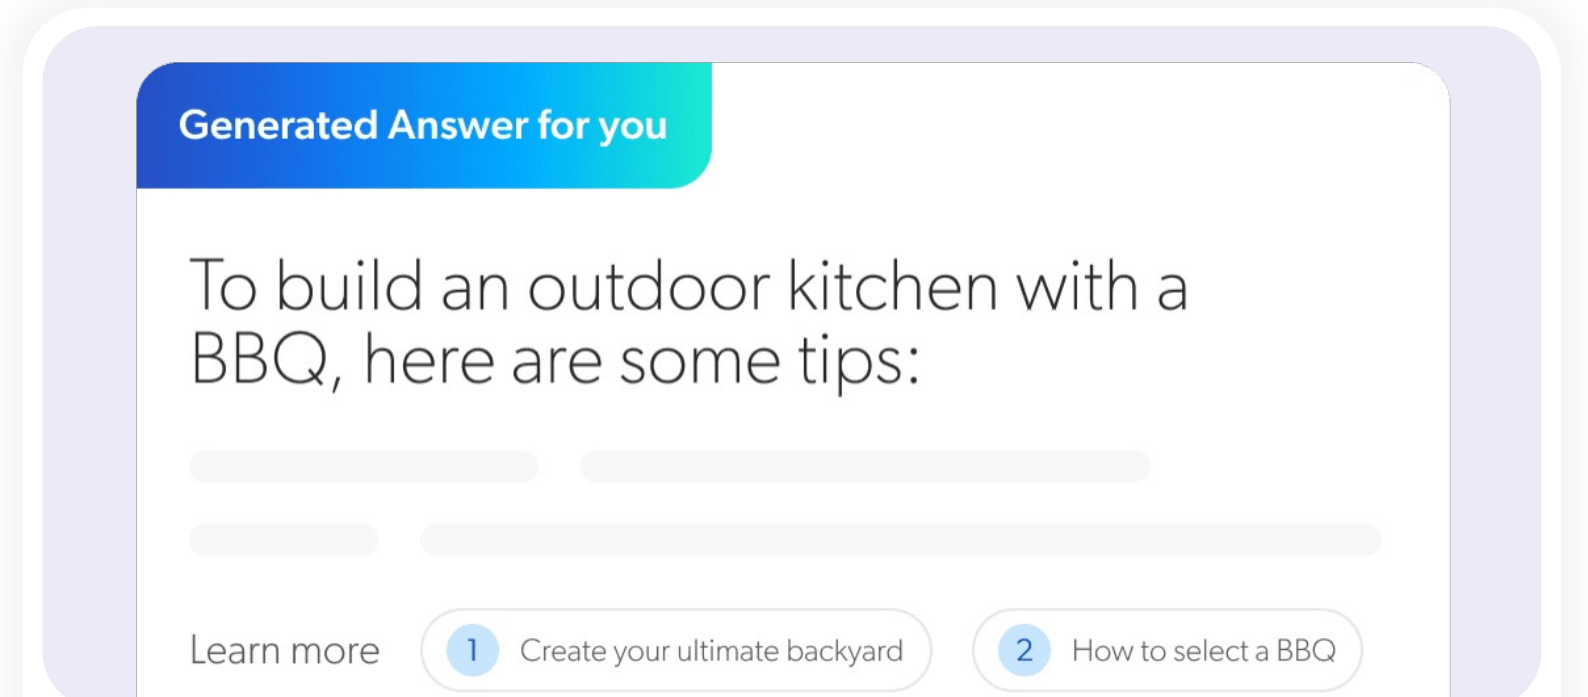 Generated Answer for you
To build an outdoor kitchen with a
BBQ, here are some tips:
Learn more 1 Create your ultimate backyard 2 How to select a BBQ